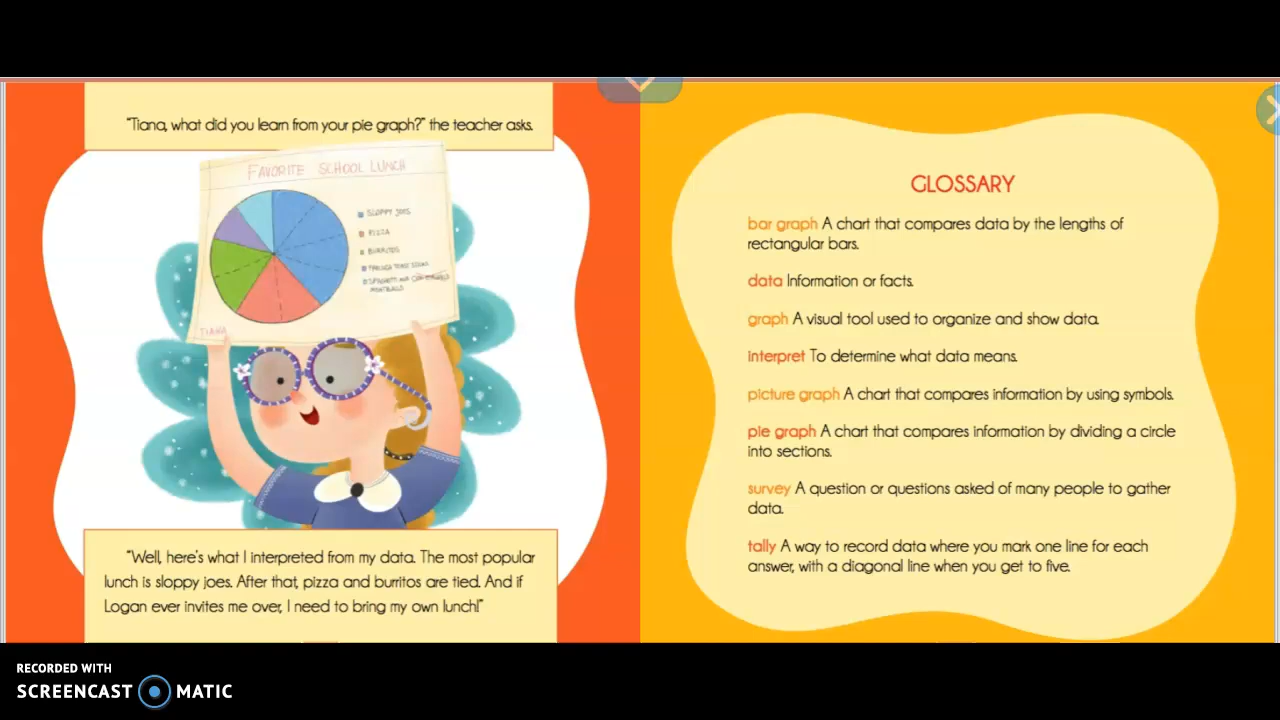 "Tiana, what did you learn from your pie graph?" the teacher asks.
FAVORITE SCHOOL LUNCH
SLOPPY JOES
PIZZA
BURRITOS
SPAGHETTI AND
MEATBALLS
TIANA
"Well, here's what I interpreted from my data. The most popular
lunch is sloppy joes. After that, pizza and burritos are tied. And if
Logan ever invites me over, I need to bring my own lunch!"
GLOSSARY
bar graph A chart that compares data by the lengths of
rectangular bars.
data Information or facts.
graph A visual tool used to organize and show data.
interpret To determine what data means.
picture graph A chart that compares information by using symbols.
pie graph A chart that compares information by dividing a circle
into sections.
survey A question or questions asked of many people to gather
data.
tally A way to record data where you mark one line for each
answer, with a diagonal line when you get to five.
RECORDED WITH
SCREENCAST MATIC